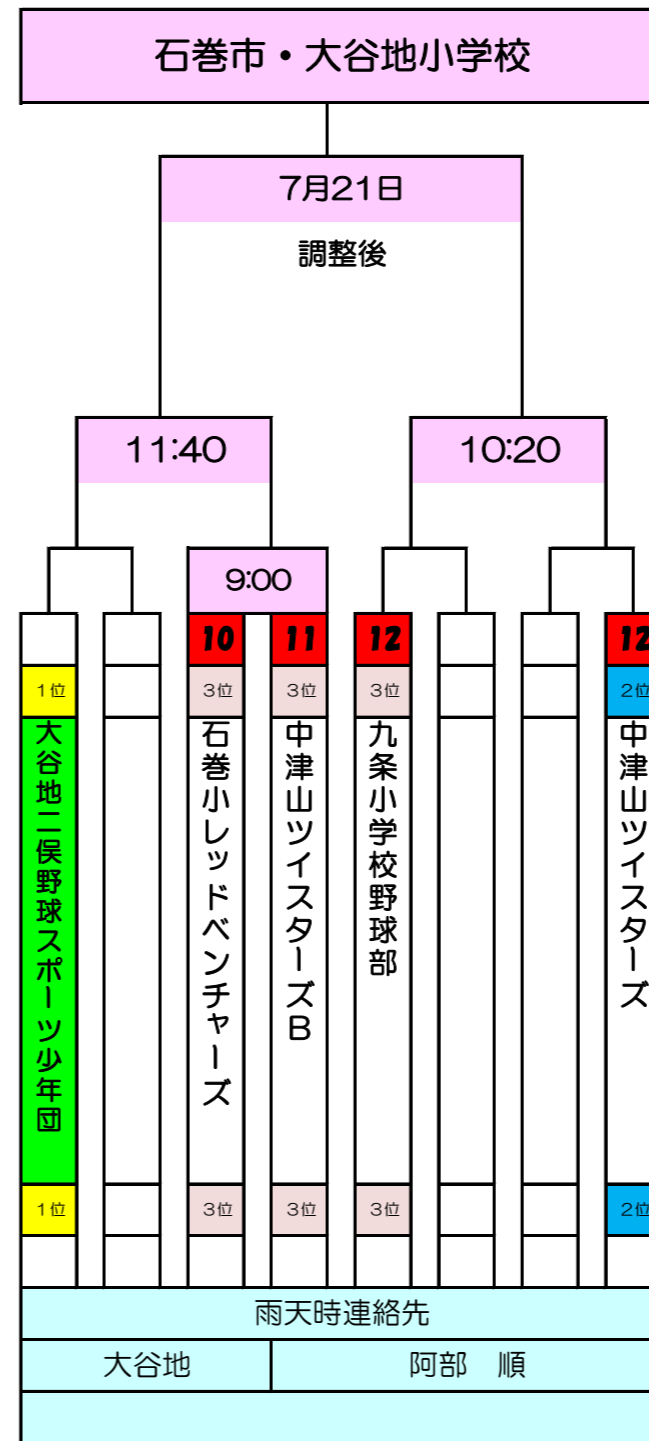 石巻市・大谷地小学校
7月21日
調整後
11:40
10:20
9:00
10
11
12
12
1位
3位
3位
3位
2位
大谷地二俣野球スポーツ少年団
石巻小レッドベンチャーズ
中津山ツイスターズB
九条小学校野球部
中津山ツイスターズ
1位
3位
3位
3位
2位
雨天時連絡先
大谷地
阿部　順